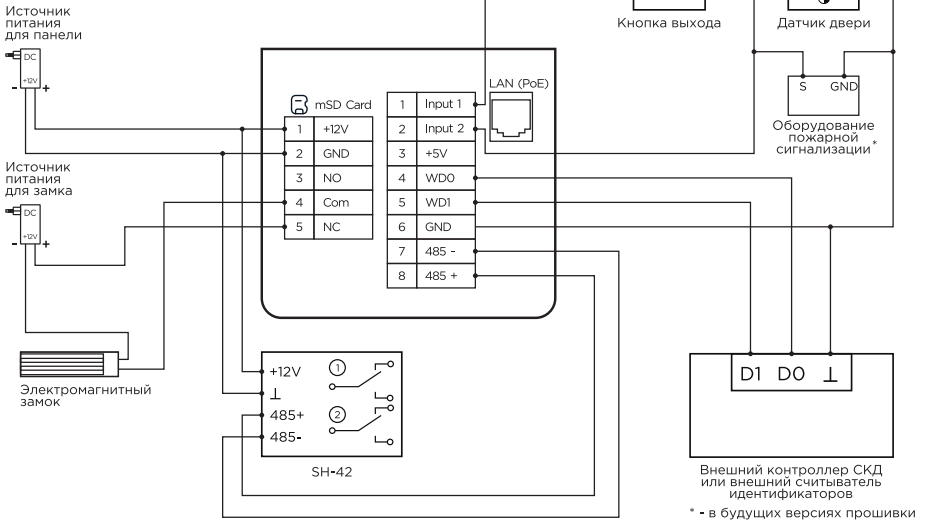 Источник
питания
для панели
DC
+12V
- +
Кнопка выхода
Датчик двери
S GND
Оборудование
пожарной
сигнализации*
LAN (PoE)
mSD Card
1 +12V
2 GND
3 NO
4 Com
5 NC
1 Input 1
2 Input 2
3 +5V
4 WD0
5 WD1
6 GND
7 485 -
8 485 +
Источник
питания
для замка
DC
+12V
- +
Электромагнитный
замок
+12V
⊥
485+
485-
1
2
SH-42
D1 D0 ⊥
Внешний контроллер СКД
или внешний считыватель
идентификаторов
* - в будущих версиях прошивки